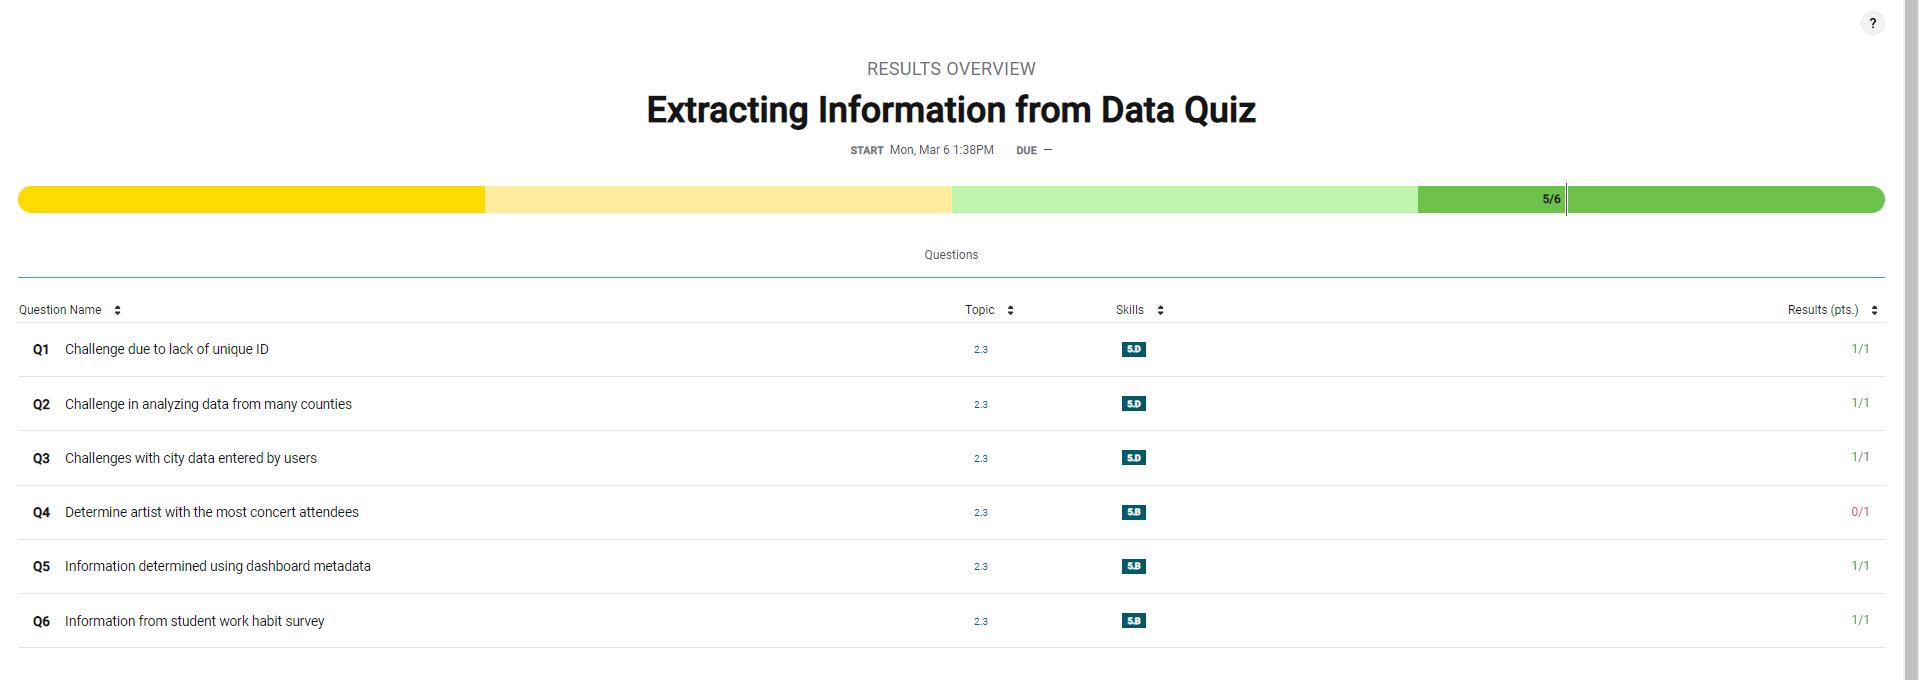 ?
RESULTS OVERVIEW
Extracting Information from Data Quiz
START Mon, Mar 6 1:38PM DUE —
5/6
Questions
Question Name Topic Skills Results (pts.)
Q1 Challenge due to lack of unique ID 2.3 5.D 1/1
Q2 Challenge in analyzing data from many counties 2.3 5.D 1/1
Q3 Challenges with city data entered by users 2.3 5.D 1/1
Q4 Determine artist with the most concert attendees 2.3 5.B 0/1
Q5 Information determined using dashboard metadata 2.3 5.B 1/1
Q6 Information from student work habit survey 2.3 5.B 1/1